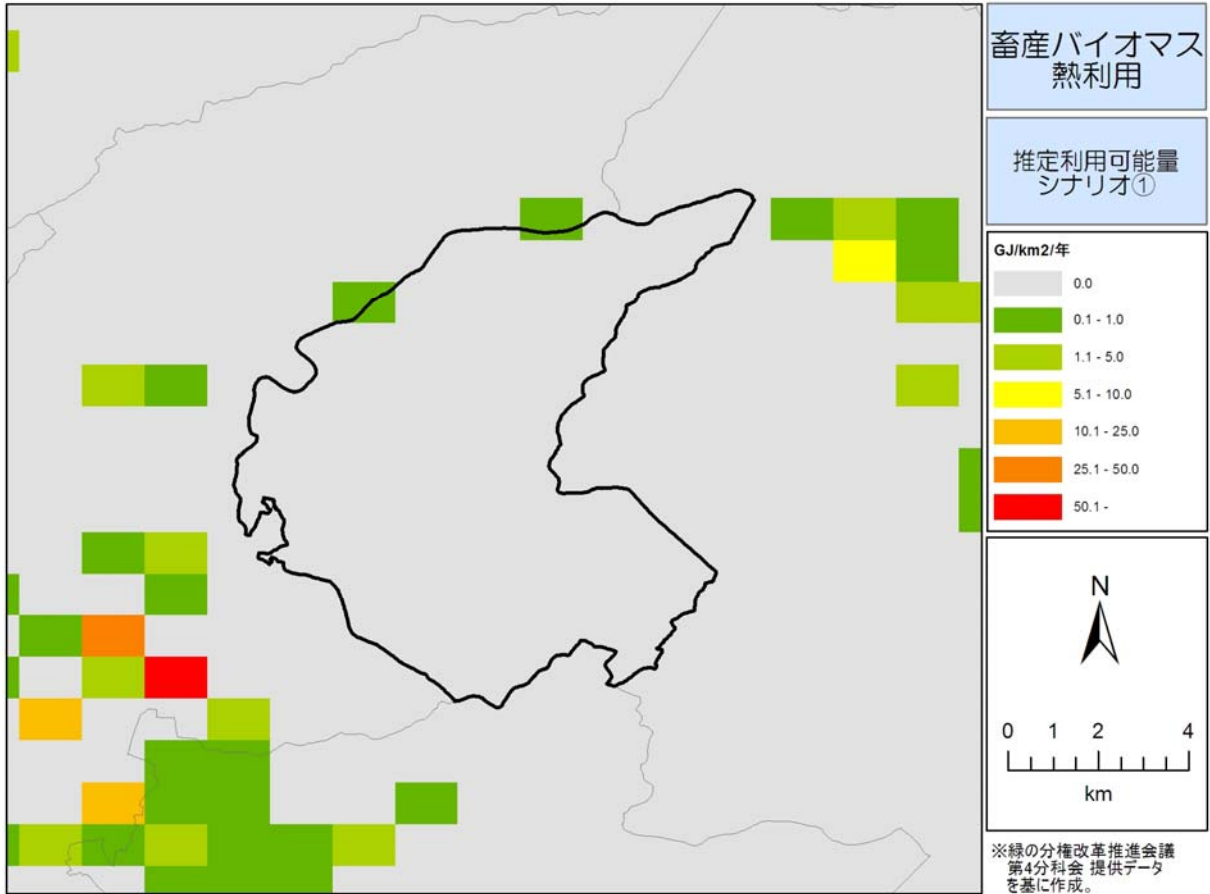 畜産バイオマス
熱利用
推定利用可能量
シナリオ①
GJ/km2/年
0.0
0.1 - 1.0
1.1 - 5.0
5.1 - 10.0
10.1 - 25.0
25.1 - 50.0
50.1 -
N
0 1 2 4
km
※緑の分権改革推進会議
第4分科会 提供データ
を基に作成。